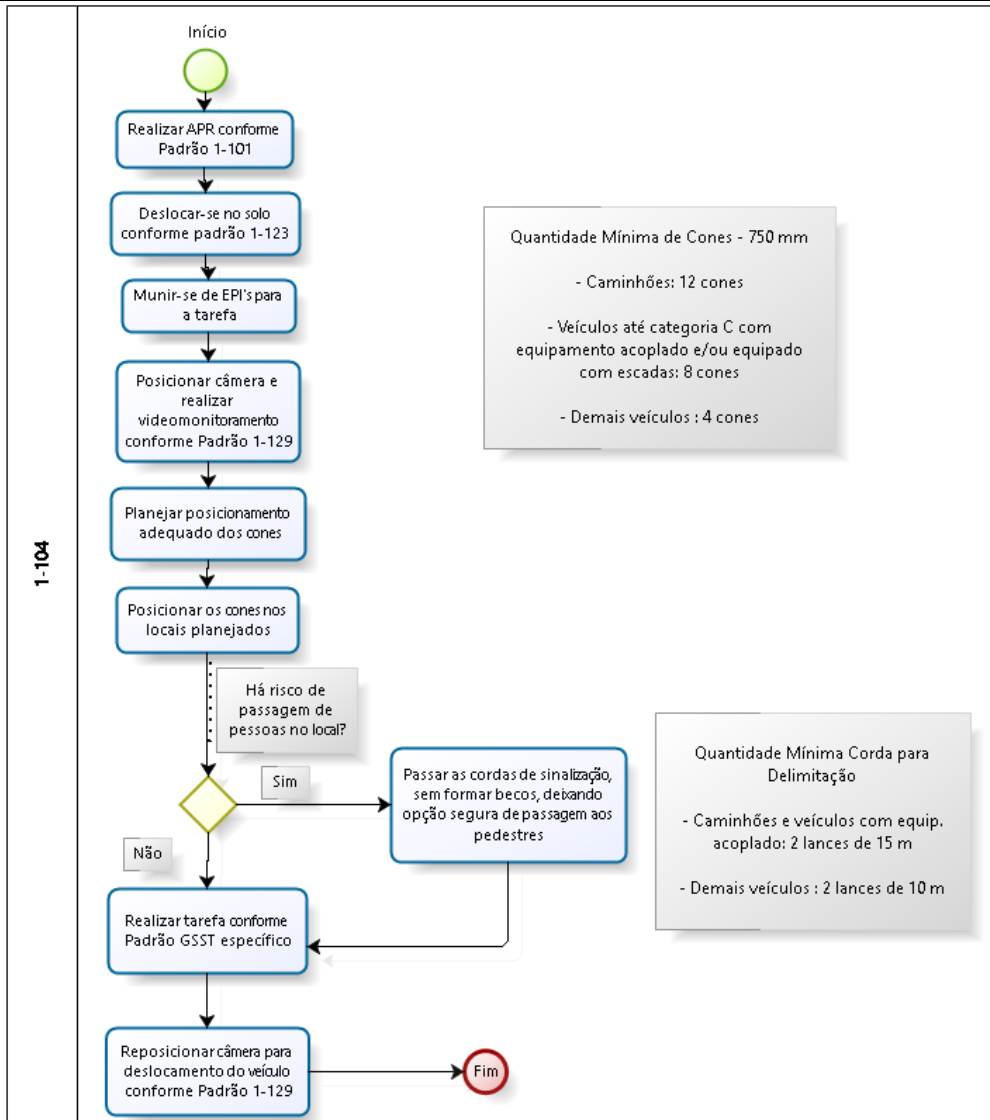 1-104
Início
Realizar APR conforme
Padrão 1-101
Deslocar-se no solo
conforme padrão 1-123
Munir-se de EPI's para
a tarefa
Posicionar câmera e
realizar
videomonitoramento
conforme Padrão 1-129
Planejar posicionamento
adequado dos cones
Posicionar os cones nos
locais planejados
Quantidade Mínima de Cones - 750 mm
- Caminhões: 12 cones
- Veículos até categoria C com
equipamento acoplado e/ou equipado
com escadas: 8 cones
- Demais veículos : 4 cones
Há risco de
passagem de
pessoas no local?
Sim
Não
Passar as cordas de sinalização,
sem formar becos, deixando
opção segura de passagem aos
pedestres
Quantidade Mínima Corda para
Delimitação
- Caminhões e veículos com equip.
acoplado: 2 lances de 15 m
- Demais veículos : 2 lances de 10 m
Realizar tarefa conforme
Padrão GSST específico
Reposicionar câmera para
deslocamento do veículo
conforme Padrão 1-129
Fim